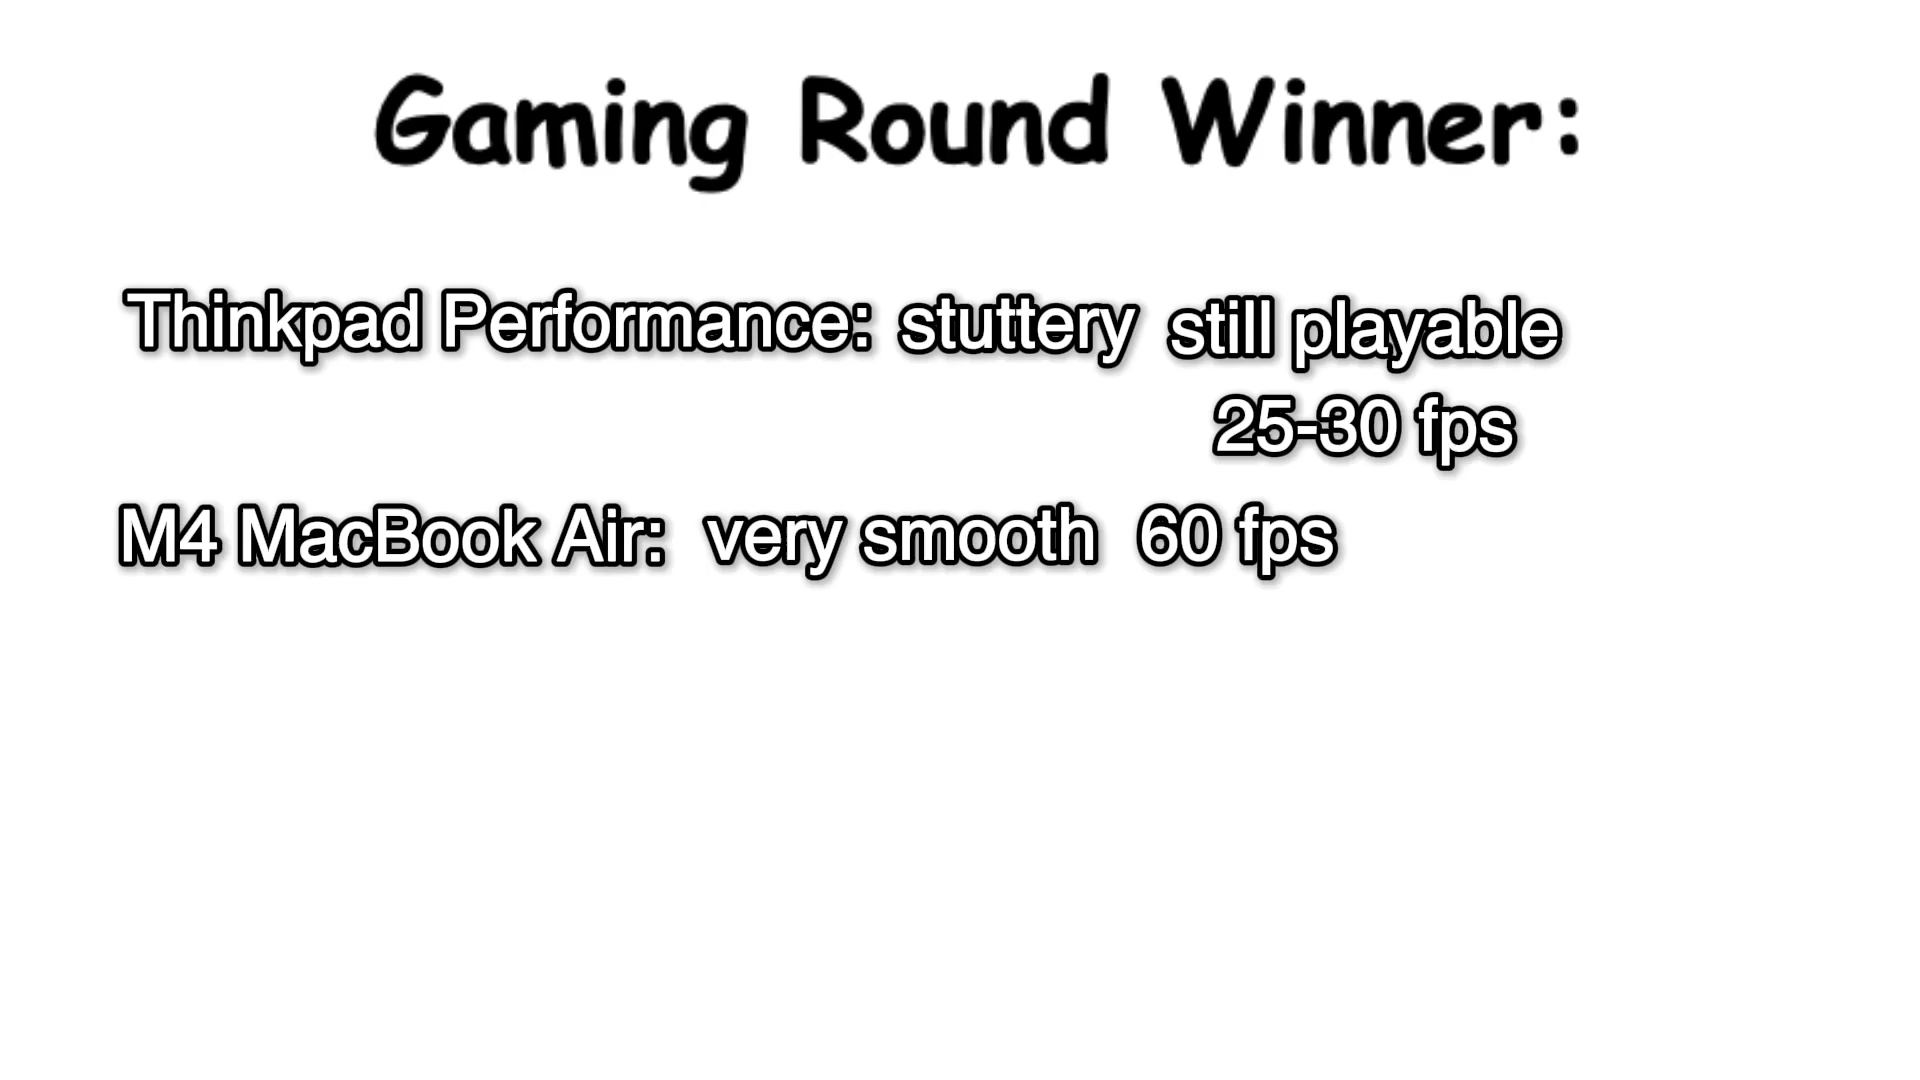 Gaming Round Winner:
Thinkpad Performance: stuttery still playable
25-30 fps
M4 MacBook Air: very smooth 60 fps